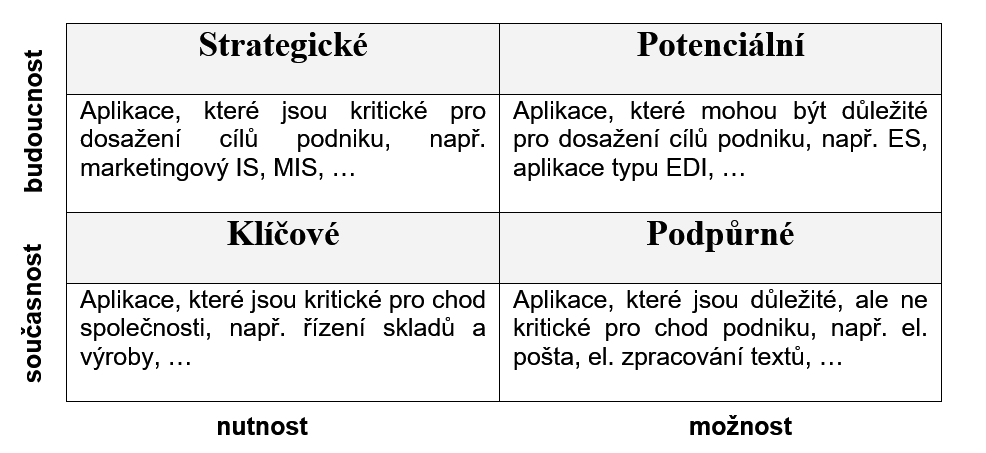 budoucnost
Strategické
Potenciální
Aplikace, které jsou kritické pro
dosažení cílů podniku, např.
marketingový IS, MIS, …
Aplikace, které mohou být důležité
pro dosažení cílů podniku, např. ES,
aplikace typu EDI, …
současnost
Klíčové
Podpůrné
Aplikace, které jsou kritické pro chod
společnosti, např. řízení skladů a
výroby, …
Aplikace, které jsou důležité, ale ne
kritické pro chod podniku, např. el.
pošta, el. zpracování textů, …
nutnost
možnost